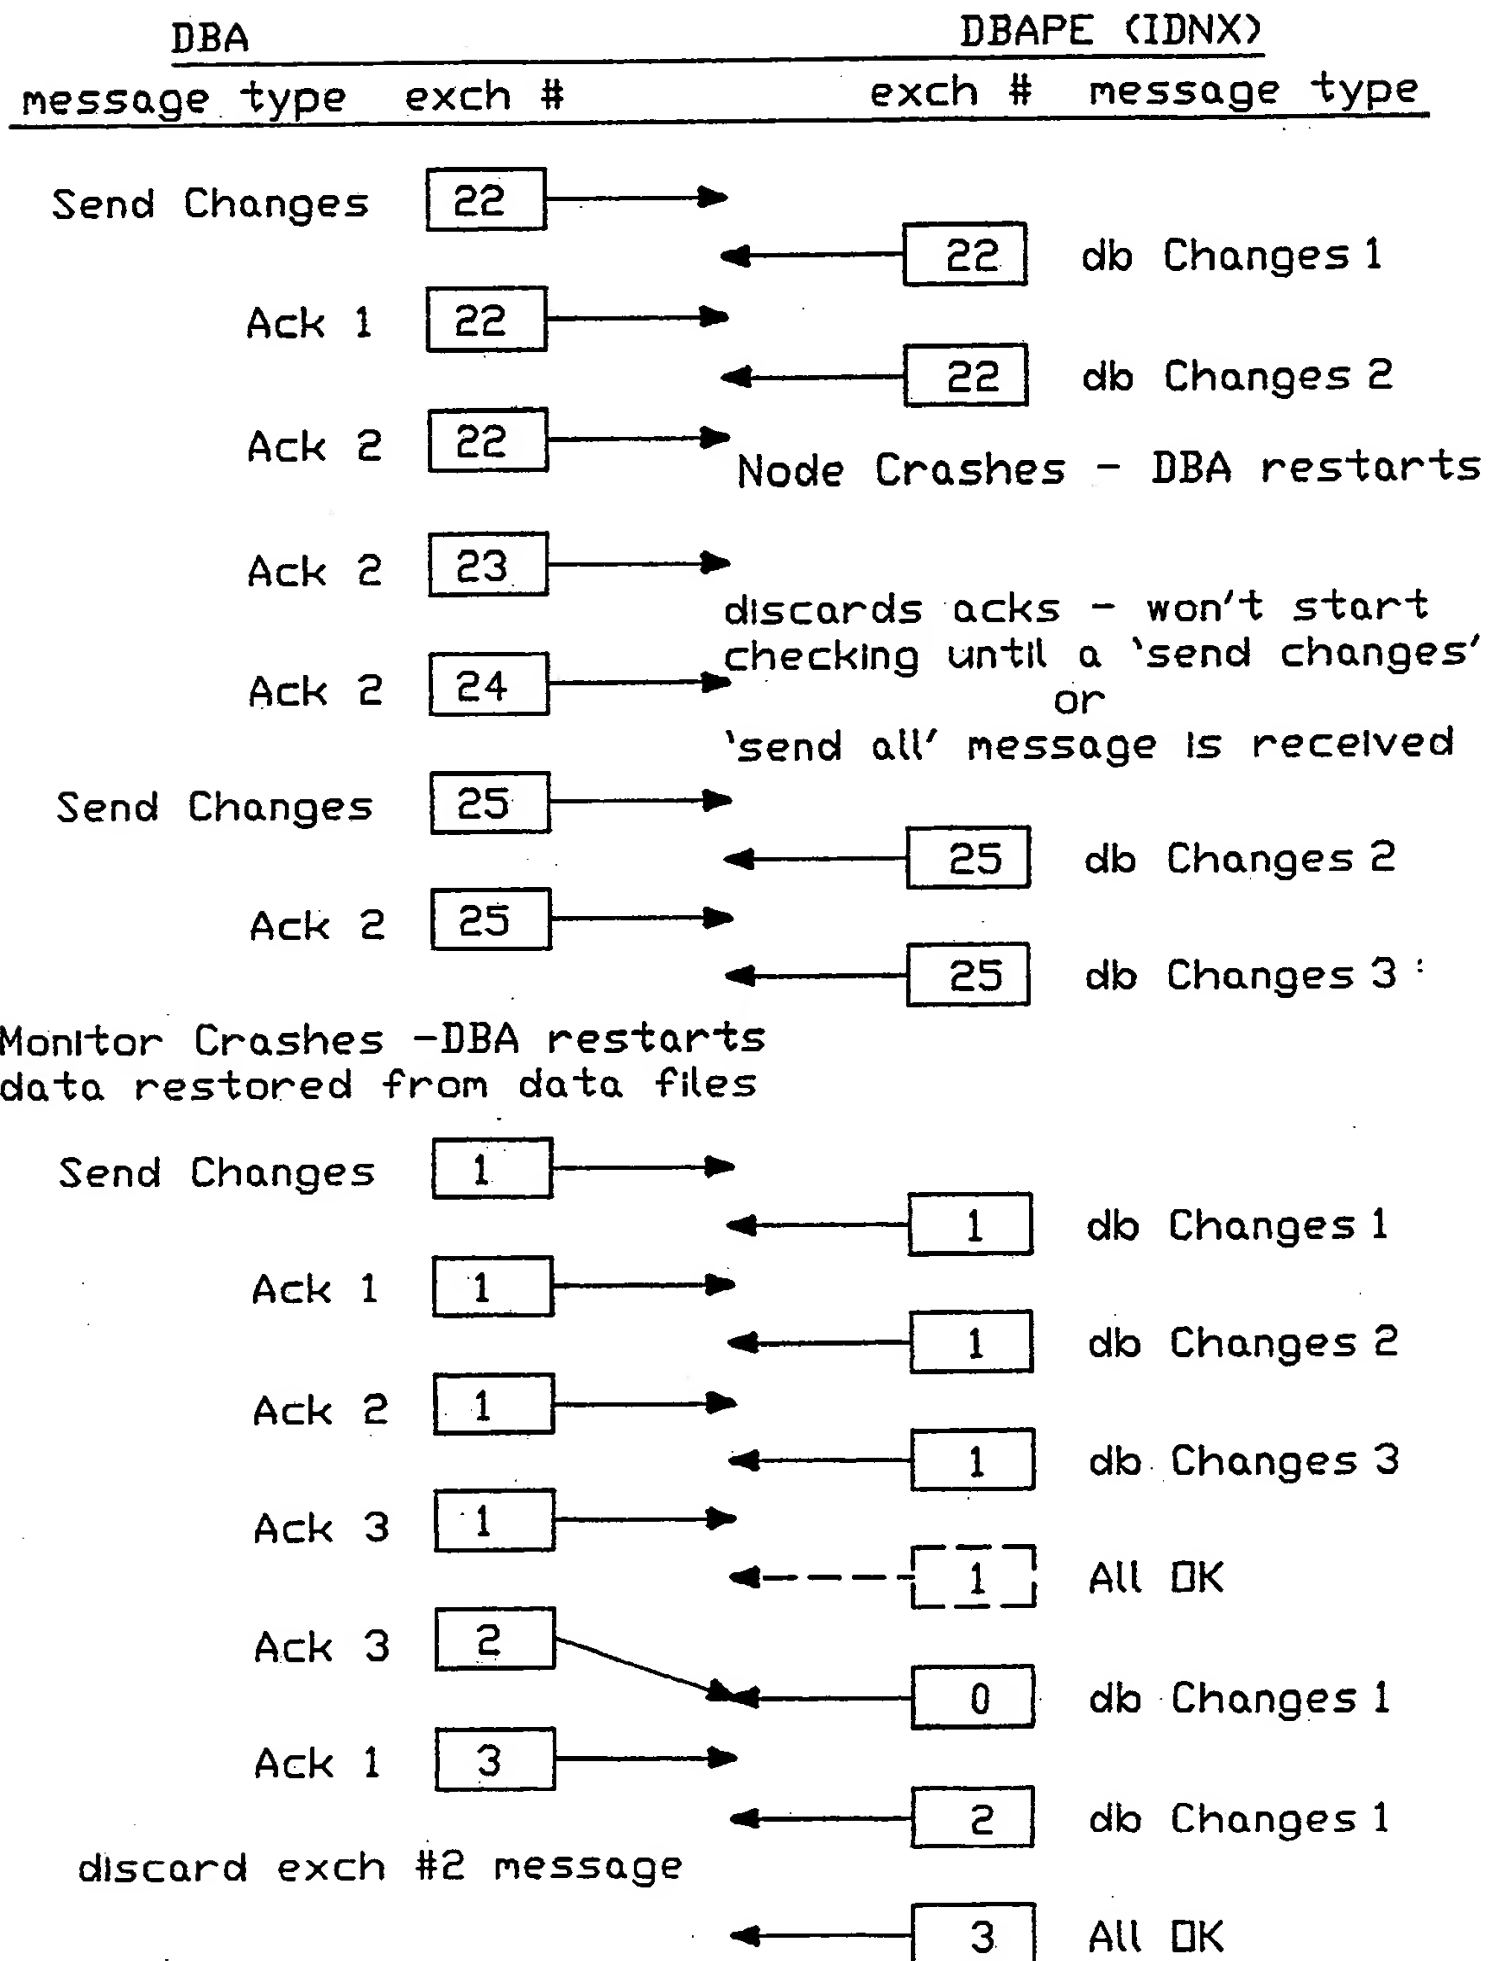 DBA DBAPE (IDNX)
message type exch # exch # message type
Send Changes 22
22 db Changes 1
Ack 1 22
22 db Changes 2
Ack 2 22
Node Crashes - DBA restarts
Ack 2 23
discards acks - won't start
checking until a 'send changes'
Ack 2 24
or
'send all' message is received
Send Changes 25
25 db Changes 2
Ack 2 25
25 db Changes 3
Monitor Crashes -DBA restarts
data restored from data files
Send Changes 1
1 db Changes 1
Ack 1 1
1 db Changes 2
Ack 2 1
1 db Changes 3
Ack 3 1
1 All OK
Ack 3 2
0 db Changes 1
Ack 1 3
2 db Changes 1
discard exch #2 message
3 All OK